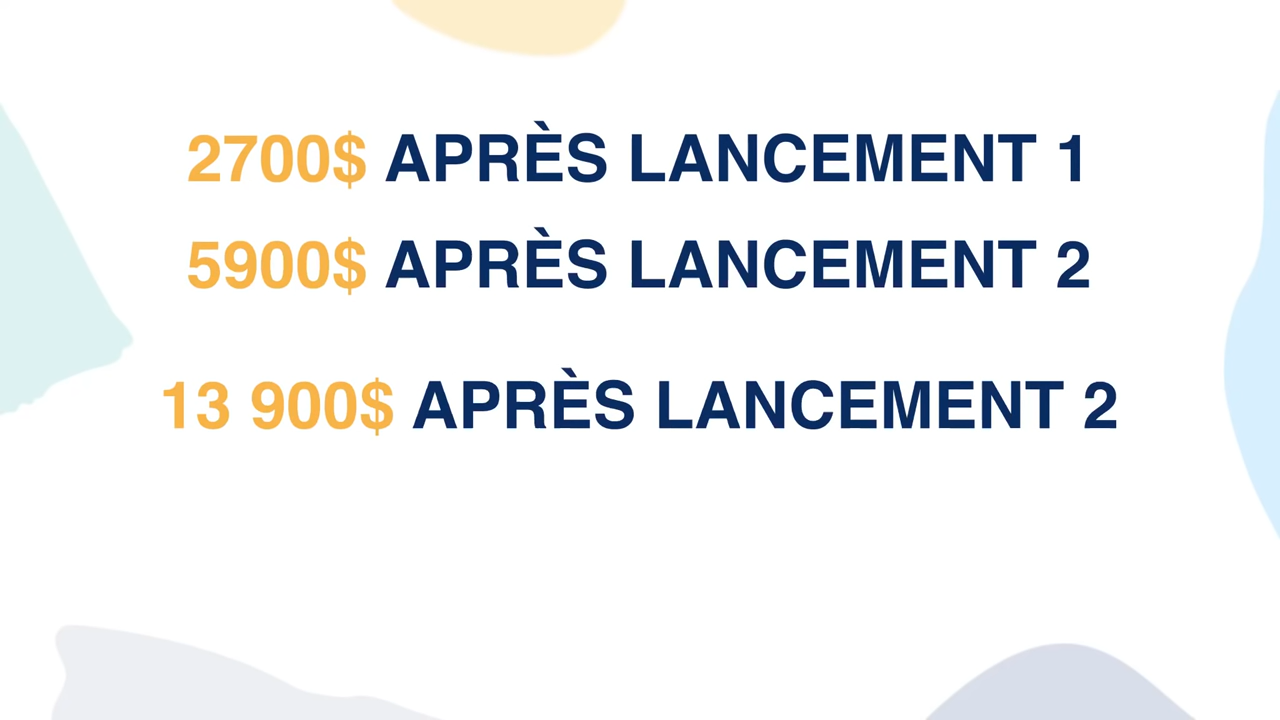 2700$ APRÈS LANCEMENT 1
5900$ APRÈS LANCEMENT 2
13 900$ APRÈS LANCEMENT 2